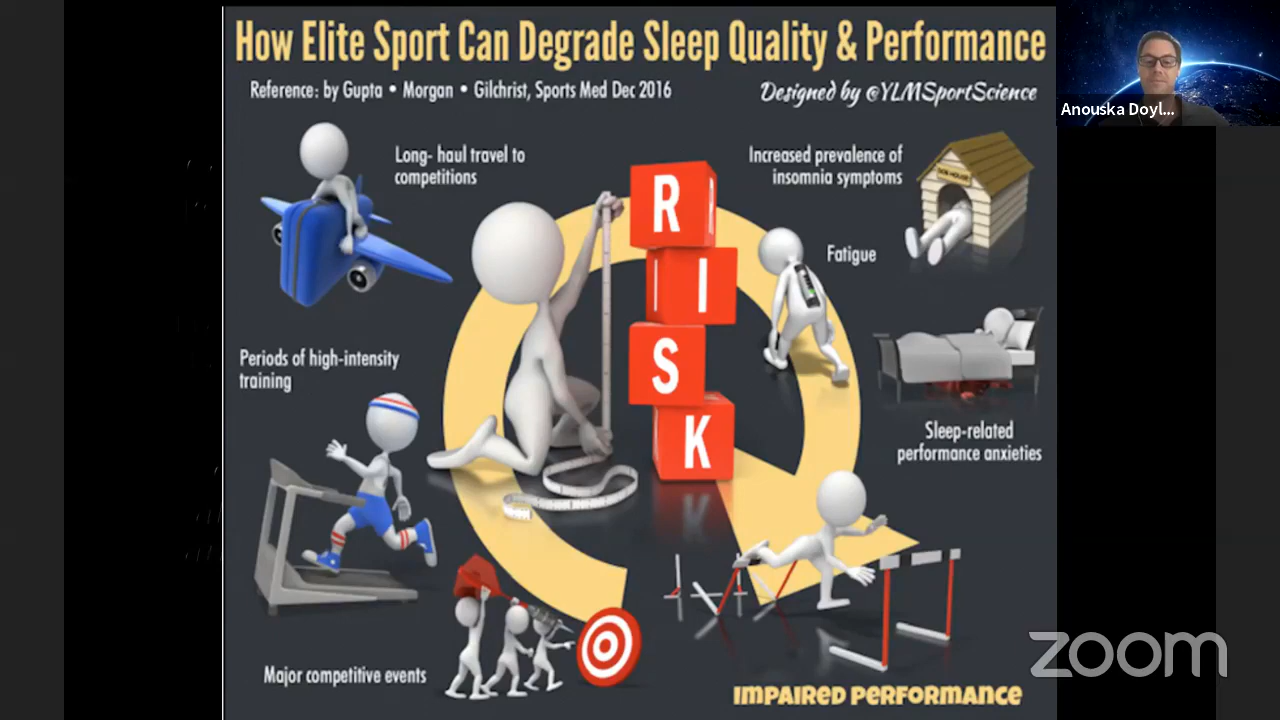 How Elite Sport Can Degrade Sleep Quality & Performance
Reference: by Gupta • Morgan • Gilchrist, Sports Med Dec 2016
Designed by @YLMSportScience
Anouska Doyl...
Long- haul travel to
competitions
Increased prevalence of
insomnia symptoms
DOG HOUSE
R
I
S
K
Fatigue
Periods of high-intensity
training
Sleep-related
performance anxieties
Major competitive events
IMPAIRED PERFORMANCE
zoom